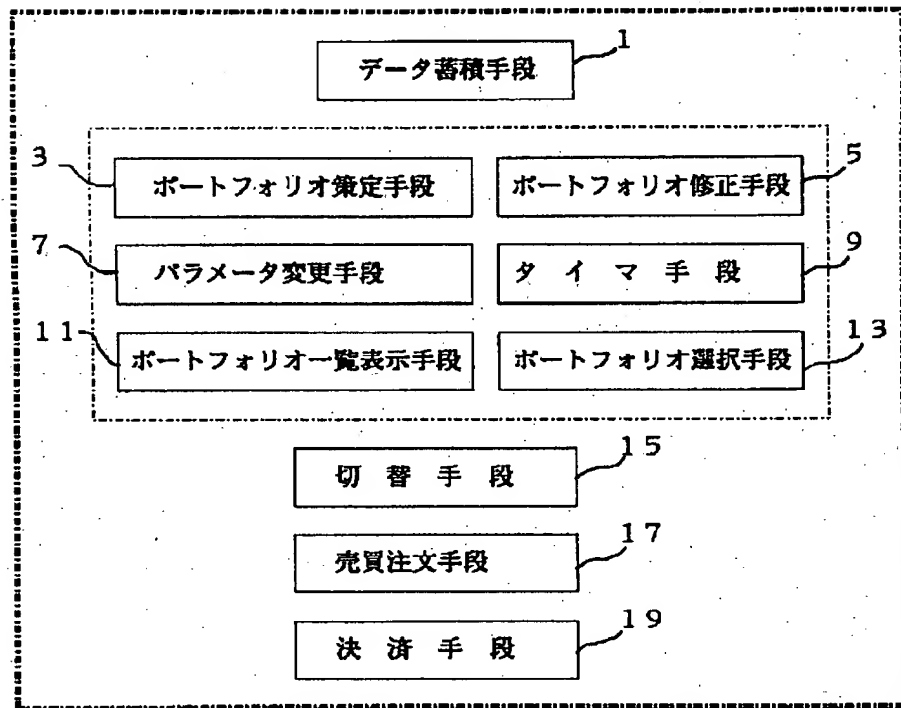 1
データ蓄積手段
3
ポートフォリオ策定手段
ポートフォリオ修正手段
5
7
パラメータ変更手段
タイマ手段
9
11
ポートフォリオ一覧表示手段
ポートフォリオ選択手段
13
切替手段
15
売買注文手段
17
決済手段
19